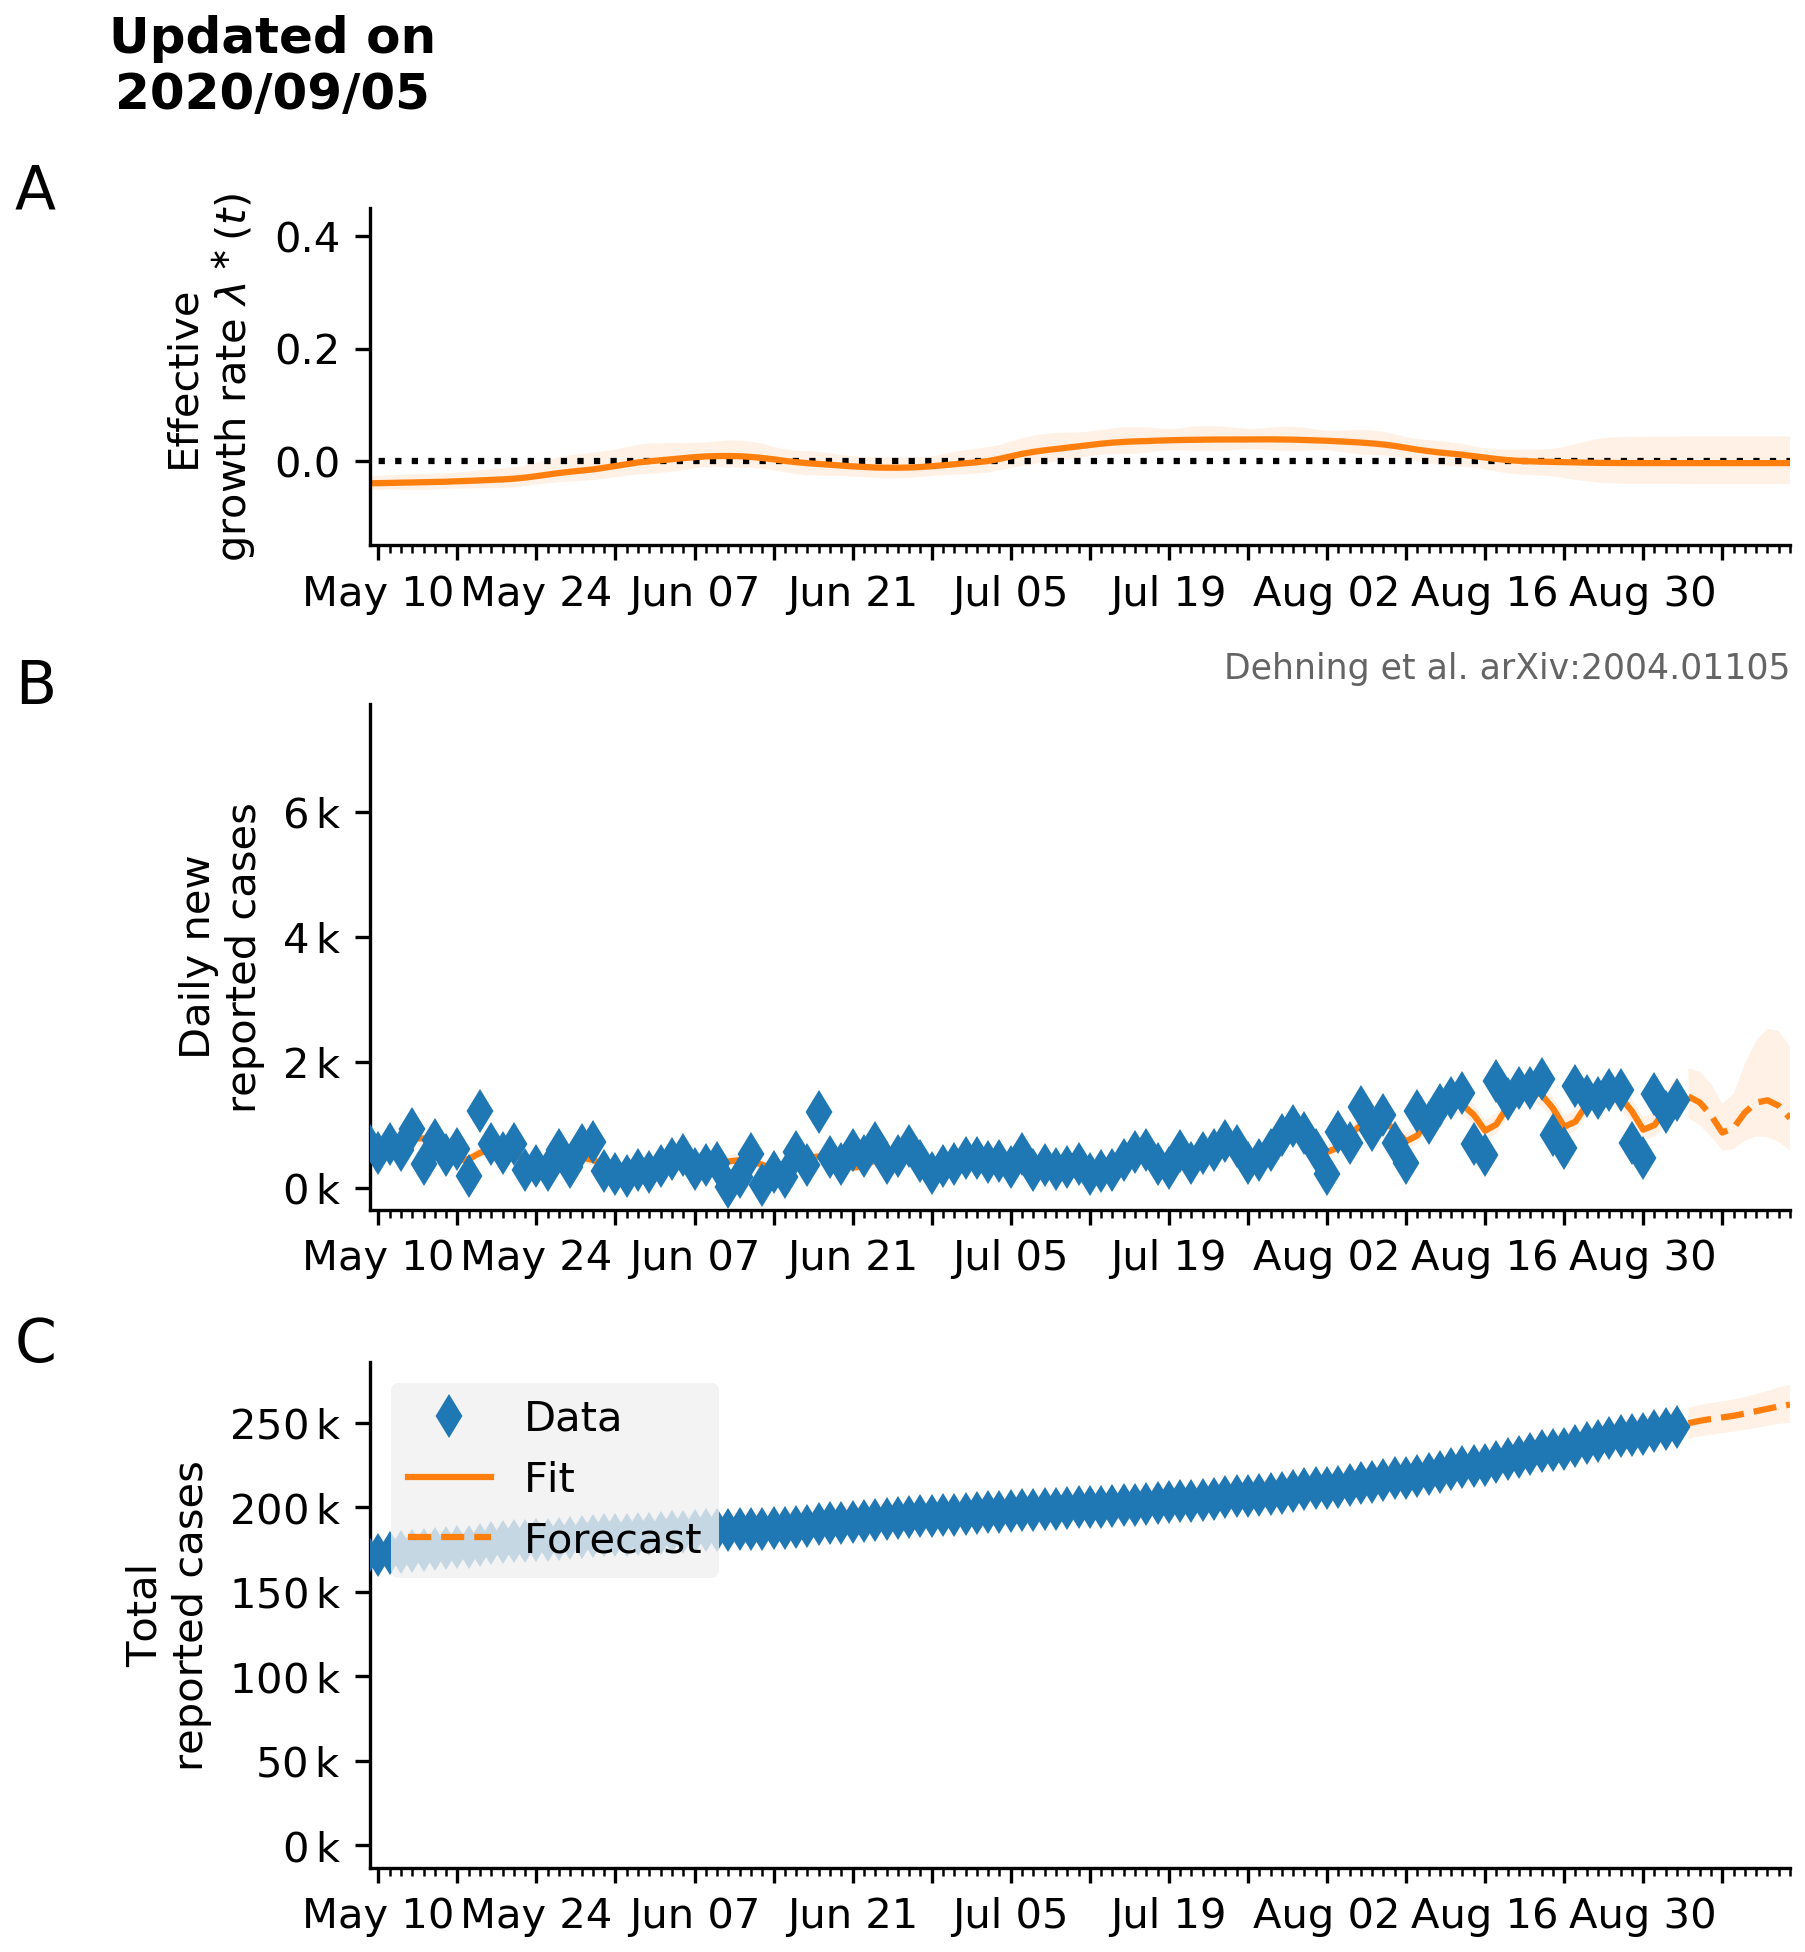 Updated on
2020/09/05
A
Effective
growth rate λ * (t)
0.4
0.2
0.0
May 10 May 24 Jun 07 Jun 21 Jul 05 Jul 19 Aug 02 Aug 16 Aug 30
Dehning et al. arXiv:2004.01105
B
Daily new
reported cases
6 k
4 k
2 k
0 k
May 10 May 24 Jun 07 Jun 21 Jul 05 Jul 19 Aug 02 Aug 16 Aug 30
C
Total
reported cases
250 k
200 k
150 k
100 k
50 k
0 k
Data
Fit
Forecast
May 10 May 24 Jun 07 Jun 21 Jul 05 Jul 19 Aug 02 Aug 16 Aug 30